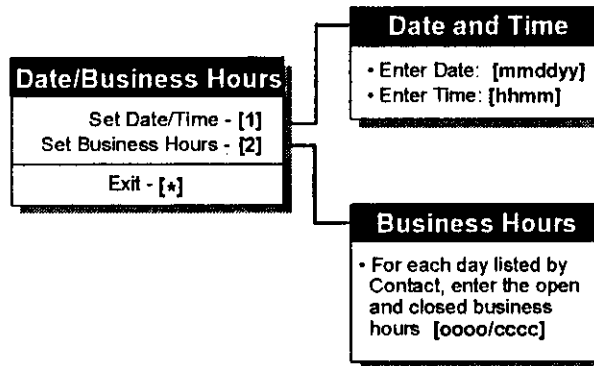 Date/Business Hours
Set Date/Time - [1]
Set Business Hours - [2]
Exit - [*]
Date and Time
• Enter Date: [mmddyy]
• Enter Time: [hhmm]
Business Hours
• For each day listed by
Contact, enter the open
and closed business
hours [oooo/cccc]